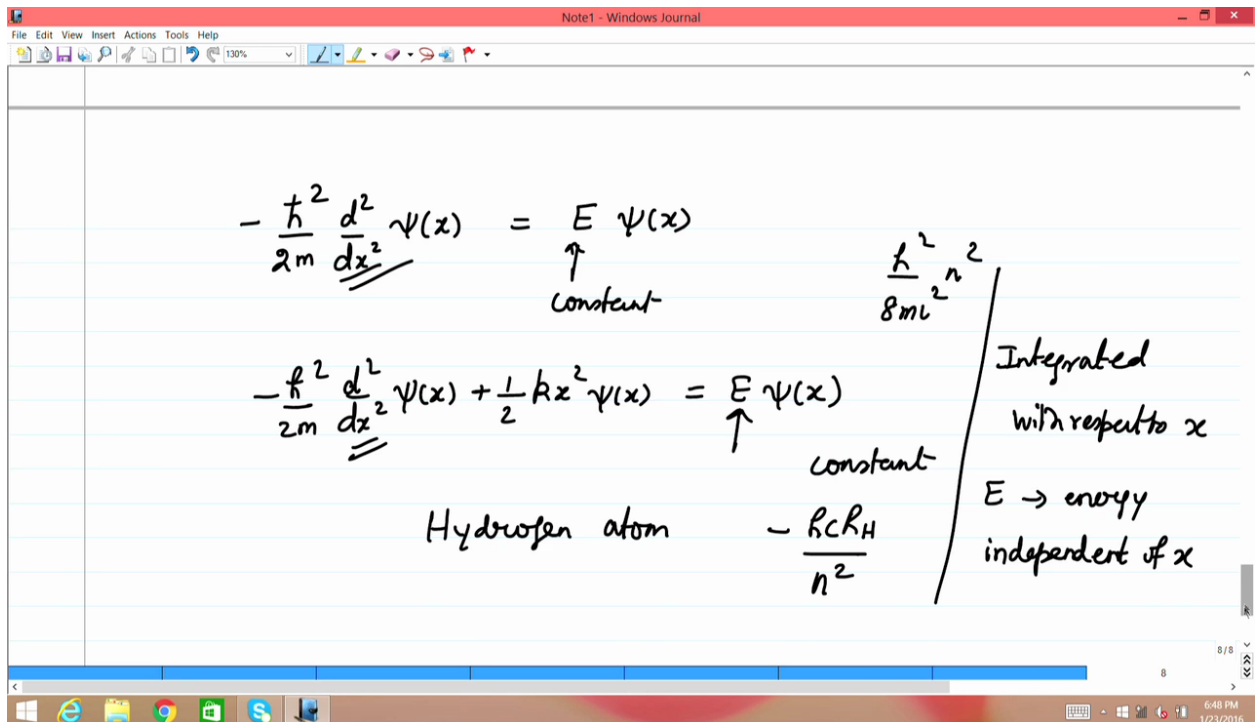 Note1 - Windows Journal
File Edit View Insert Actions Tools Help
130%
- ħ²/2m d²/dx² ψ(x) = E ψ(x)
constant
h²/8mL² n²
- ħ²/2m d²/dx² ψ(x) + 1/2 kx² ψ(x) = E ψ(x)
constant
Hydrogen atom - hcR_H/n²
Integrated
with respect to x
E → energy
independent of x
8/8
8
6:48 PM
1/23/2016